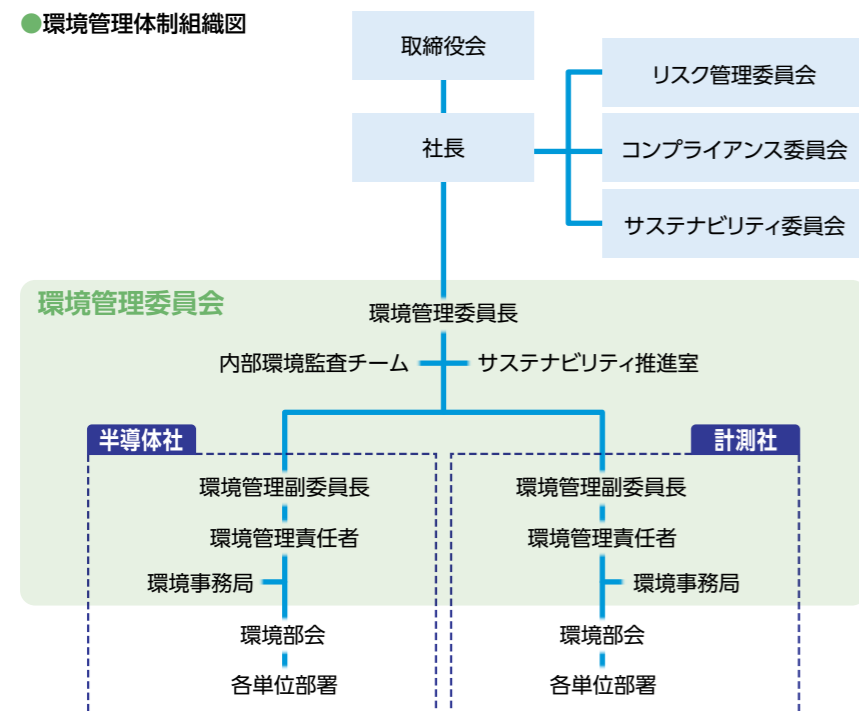 ●環境管理体制組織図
取締役会
リスク管理委員会
社長
コンプライアンス委員会
サステナビリティ委員会
環境管理委員会
環境管理委員長
内部環境監査チーム
サステナビリティ推進室
半導体社
計測社
環境管理副委員長
環境管理副委員長
環境管理責任者
環境管理責任者
環境事務局
環境事務局
環境部会
環境部会
各単位部署
各単位部署